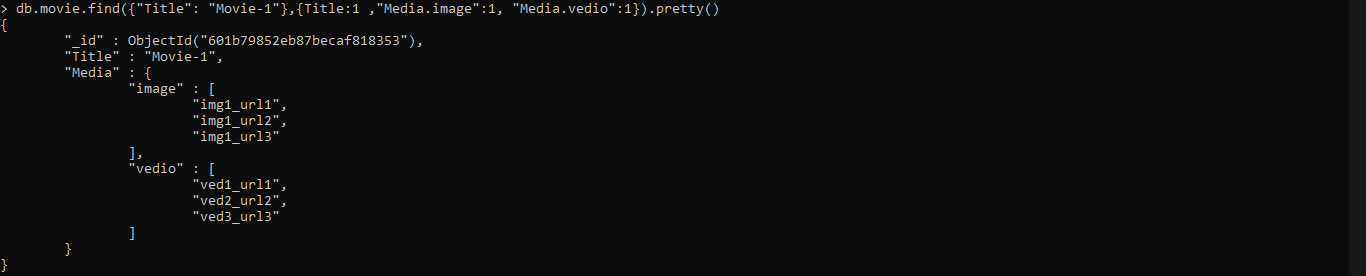 > db.movie.find({"Title": "Movie-1"},{Title:1 ,"Media.image":1, "Media.vedio":1}).pretty()
{
        "_id" : ObjectId("601b79852eb87becaf818353"),
        "Title" : "Movie-1",
        "Media" : {
                "image" : [
                        "img1_url1",
                        "img1_url2",
                        "img1_url3"
                ],
                "vedio" : [
                        "ved1_url1",
                        "ved2_url2",
                        "ved3_url3"
                ]
        }
}